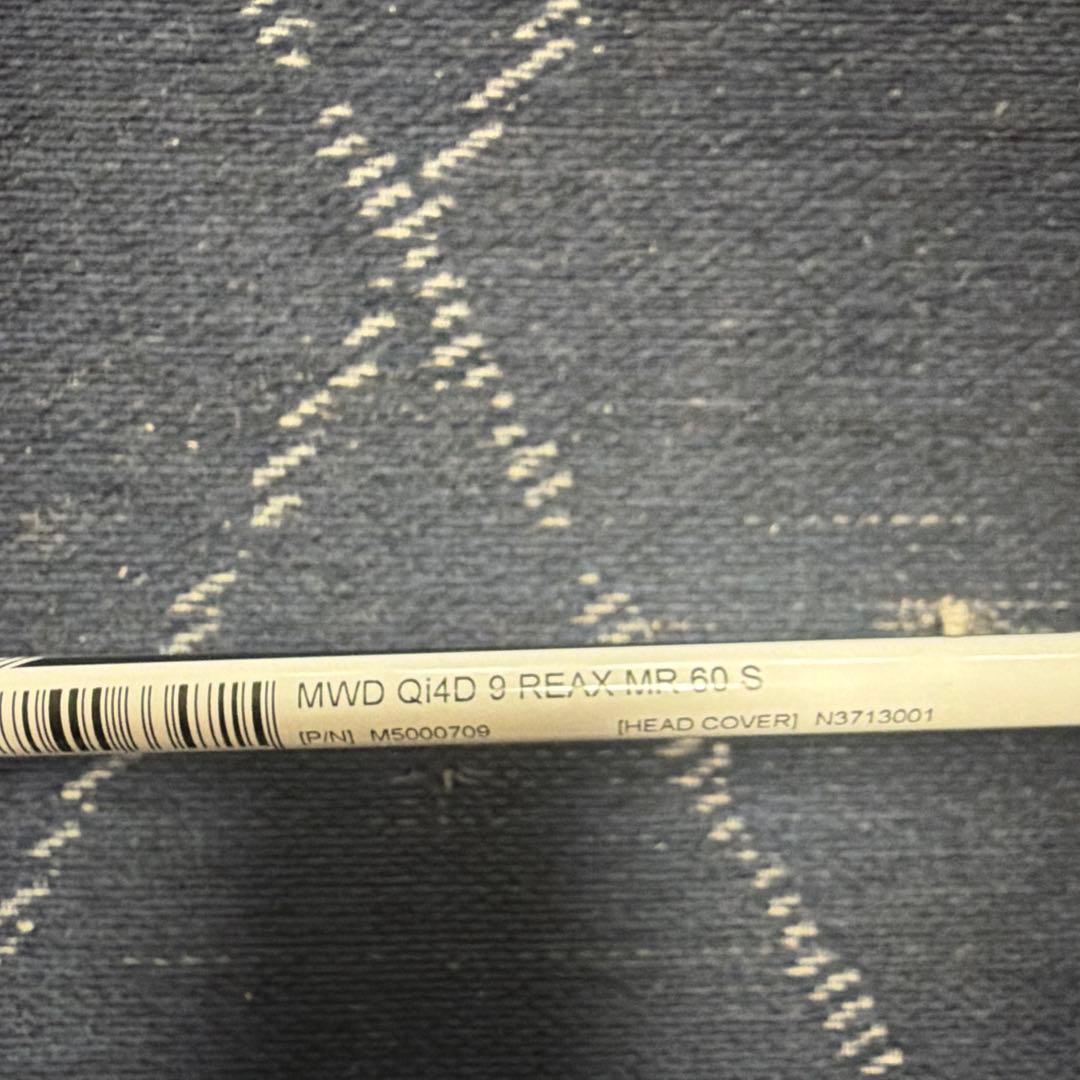 MWD Qi4D 9 REAX MR 60 S
[P/N] M5000709 [HEAD COVER] N3713001